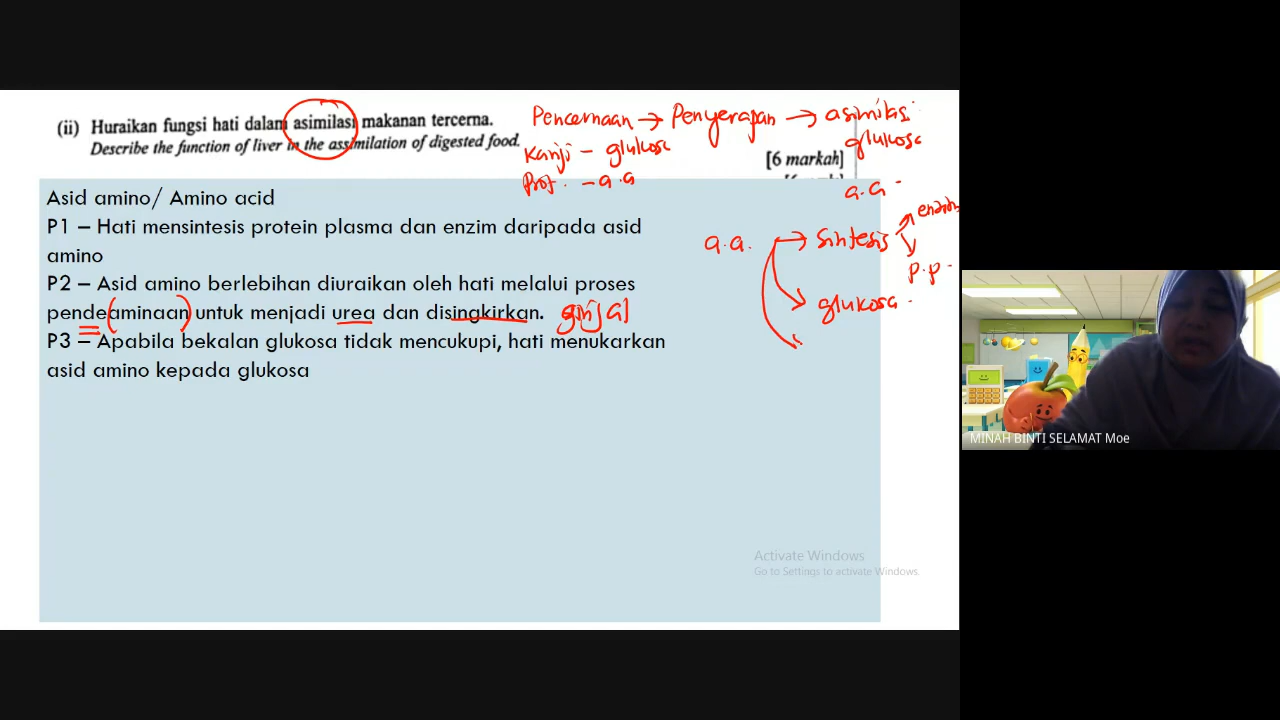 (ii) Huraikan fungsi hati dalam asimilasi makanan tercerna.
Describe the function of liver in the assimilation of digested food.
[6 markah]
Pencernaan → Penyerapan → asimilasi
Kanji – glukosa
glukosa
Prot. – a.a
a.a
Asid amino/ Amino acid
P1 – Hati mensintesis protein plasma dan enzim daripada asid
amino
P2 – Asid amino berlebihan diuraikan oleh hati melalui proses
pendeaminaan untuk menjadi urea dan disingkirkan. ginjal
P3 – Apabila bekalan glukosa tidak mencukupi, hati menukarkan
asid amino kepada glukosa
a.a. → sintesis
enzim
p.p
glukosa
Activate Windows
Go to Settings to activate Windows.
MINAH BINTI SELAMAT Moe